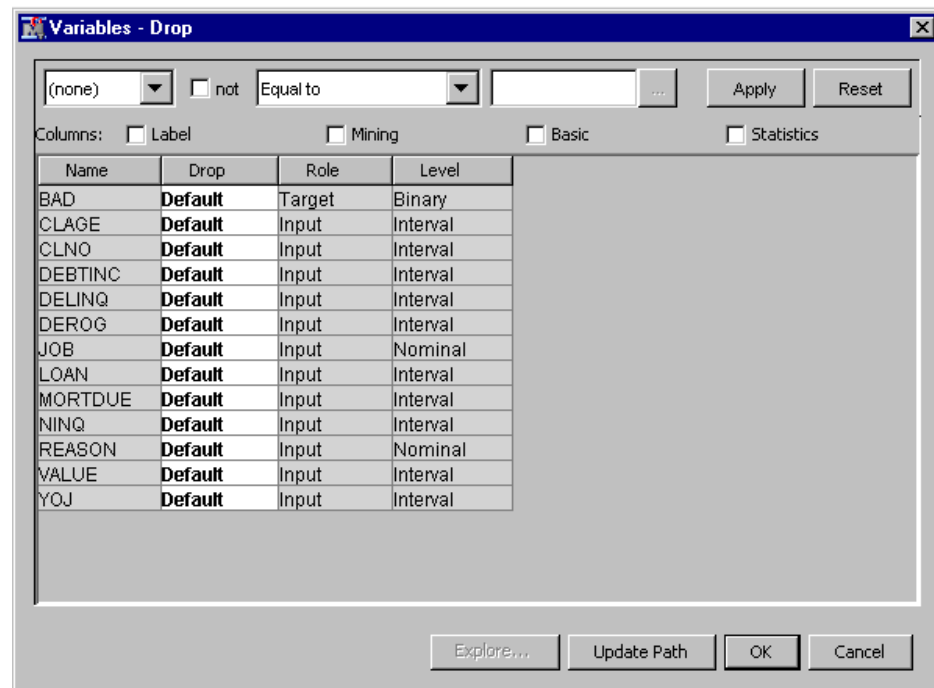 Variables - Drop
(none) not Equal to ... Apply Reset
Columns: Label Mining Basic Statistics
Name Drop Role Level
BAD Default Target Binary
CLAGE Default Input Interval
CLNO Default Input Interval
DEBTINC Default Input Interval
DELINQ Default Input Interval
DEROG Default Input Interval
JOB Default Input Nominal
LOAN Default Input Interval
MORTDUE Default Input Interval
NINQ Default Input Interval
REASON Default Input Nominal
VALUE Default Input Interval
YOJ Default Input Interval
Explore... Update Path OK Cancel